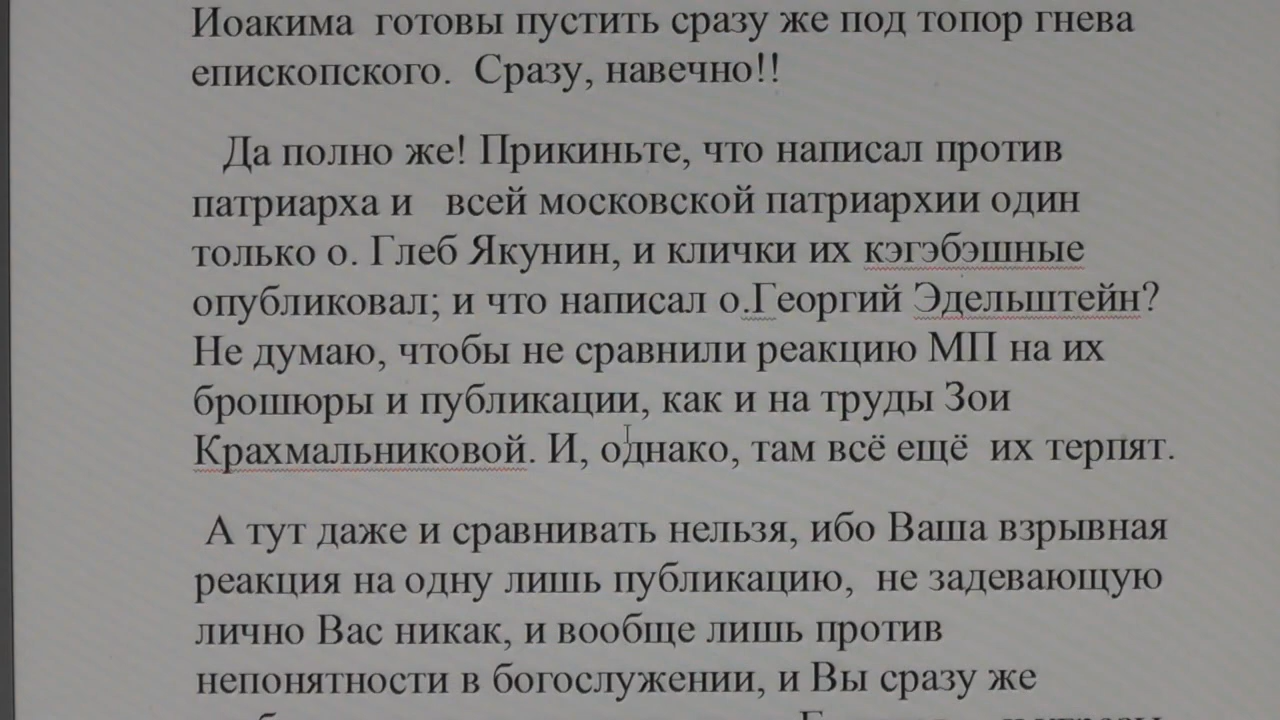 Иоакима  готовы пустить сразу же под топор гнева
епископского.  Сразу, навечно!!
Да полно же! Прикиньте, что написал против
патриарха и   всей московской патриархии один
только о. Глеб Якунин, и клички их кэгэбэшные
опубликовал; и что написал о.Георгий Эдельштейн?
Не думаю, чтобы не сравнили реакцию МП на их
брошюры и публикации, как и на труды Зои
Крахмальниковой. И, однако, там всё ещё  их терпят.
А тут даже и сравнивать нельзя, ибо Ваша взрывная
реакция на одну лишь публикацию,  не задевающую
лично Вас никак, и вообще лишь против
непонятности в богослужении, и Вы сразу же